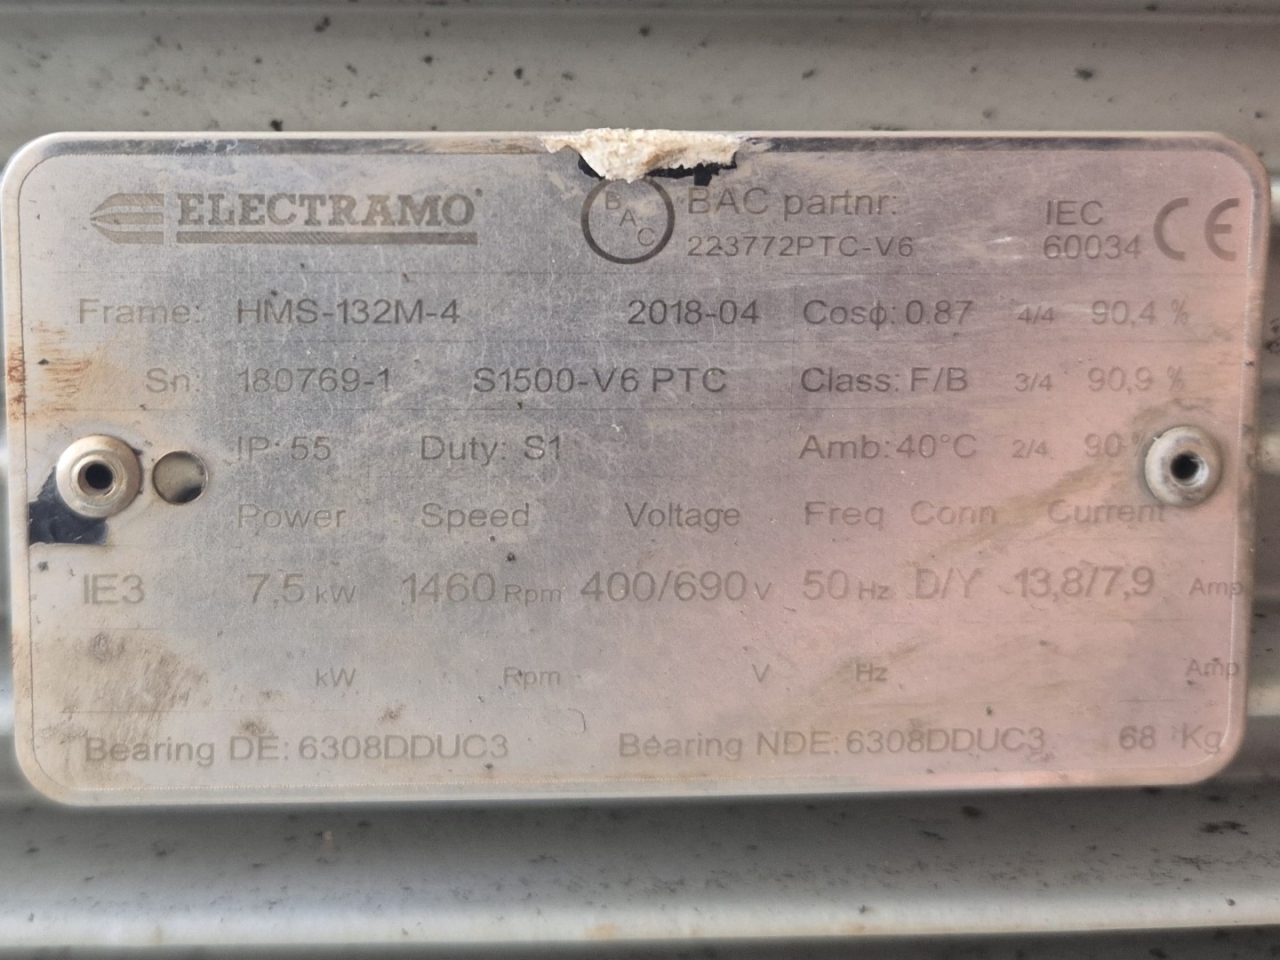 ELECTRAMO
BAC
BAC partnr:
223772PTC-V6
IEC
60034
CE
Frame: HMS-132M-4 2018-04 Cosϕ: 0.87 4/4 90,4 %
Sn: 180769-1 S1500-V6 PTC Class: F/B 3/4 90,9 %
IP: 55 Duty: S1 Amb: 40°C 2/4 90
Power Speed Voltage Freq Conn Current
IE3 7,5 kW 1460 Rpm 400/690 V 50 Hz D/Y 13,8/7,9 Amp
kW Rpm V Hz Amp
Bearing DE: 6308DDUC3 Bearing NDE: 6308DDUC3 68 Kg